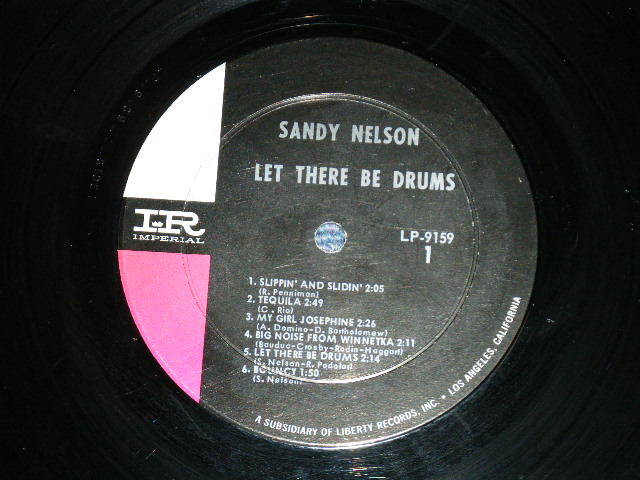 SANDY NELSON
LET THERE BE DRUMS
LP-9159
1
IR
IMPERIAL
1. SLIPPIN' AND SLIDIN' 2:05
(R. Penniman)
2. TEQUILA 2:49
(C. Rio)
3. MY GIRL JOSEPHINE 2:26
(A. Domino-D. Bartholomew)
4. BIG NOISE FROM WINNETKA 2:11
(Bauduc-Crosby-Rodin-Haggart)
5. LET THERE BE DRUMS 2:14
(S. Nelson-R. Podolor)
6. BOUNCY 1:50
(S. Nelson)
A SUBSIDIARY OF LIBERTY RECORDS, INC. • LOS ANGELES, CALIFORNIA